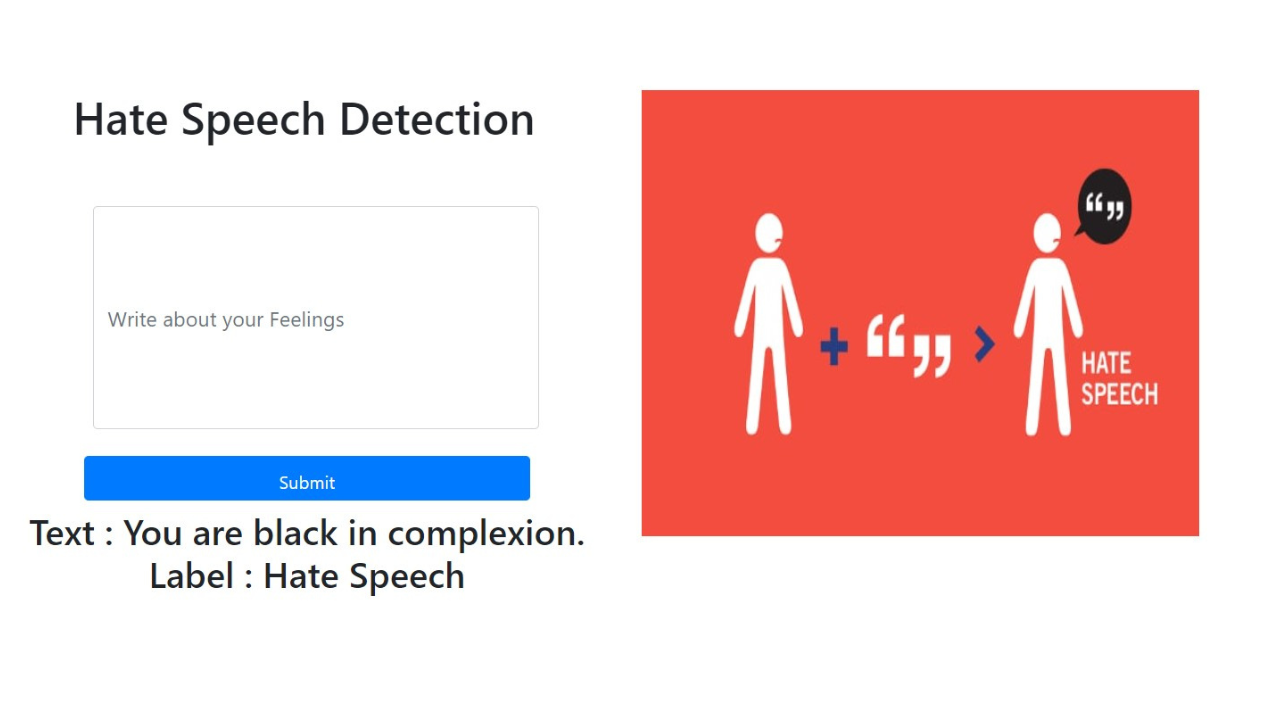 Hate Speech Detection
Write about your Feelings
Submit
Text : You are black in complexion.
Label : Hate Speech
“ ”
+ “ ” >
HATE
SPEECH